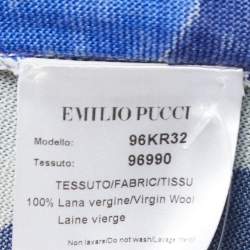 EMILIO PUCCI
Modello: 96KR32
Tessuto: 96990
TESSUTO/FABRIC/TISSU
100% Lana vergine/Virgin Wool
Laine vierge
Non lavare/Do not wash/Lavage